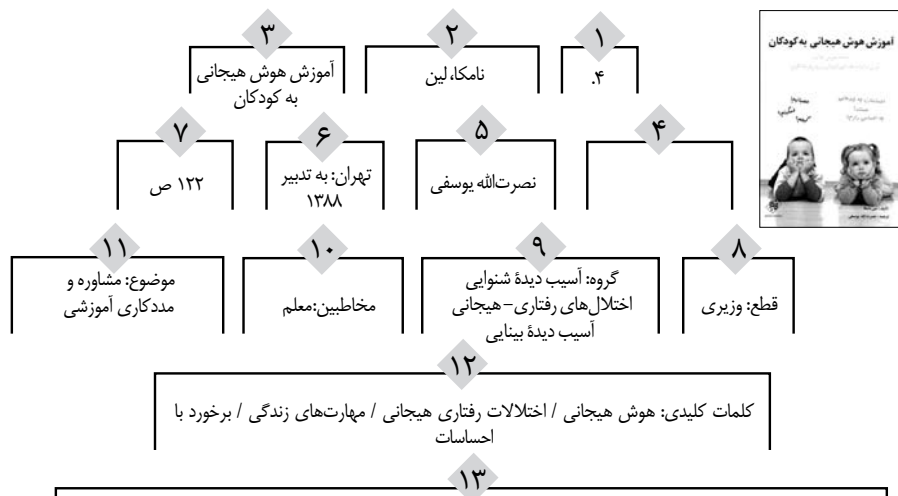 آموزش هوش هیجانی به کودکان
۱
۴.
۲
نامکا، لین
۳
آموزش هوش هیجانی
به کودکان
۴
۵
نصرت‌الله یوسفی
۶
تهران: به تدبیر
۱۳۸۸
۷
۱۲۲ ص
۸
قطع: وزیری
۹
گروه: آسیب دیدۀ شنوایی
اختلال‌های رفتاری-هیجانی
آسیب دیدۀ بینایی
۱۰
مخاطبین:معلم
۱۱
موضوع: مشاوره و
مددکاری آموزشی
۱۲
کلمات کلیدی: هوش هیجانی / اختلالات رفتاری هیجانی / مهارت‌های زندگی / برخورد با
احساسات
۱۳